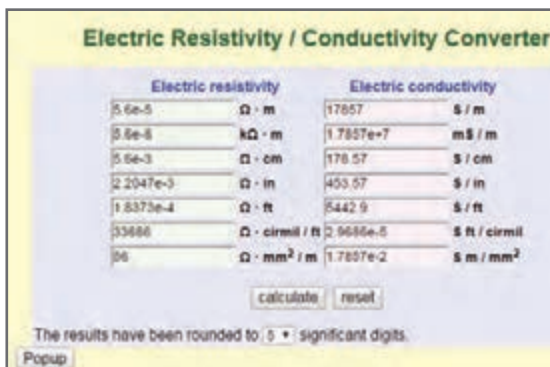 Electric Resistivity / Conductivity Converter
Electric resistivity Electric conductivity
5.6e-5 Ω · m 17857 S / m
5.6e-8 kΩ · m 1.7857e+7 mS / m
5.6e-3 Ω · cm 178.57 S / cm
2.2047e-3 Ω · in 453.57 S / in
1.8373e-4 Ω · ft 5442.9 S / ft
33686 Ω · cirmil / ft 2.9686e-5 S ft / cirmil
56 Ω · mm² / m 1.7857e-2 S m / mm²
calculate reset
The results have been rounded to 5 significant digits.
Popup